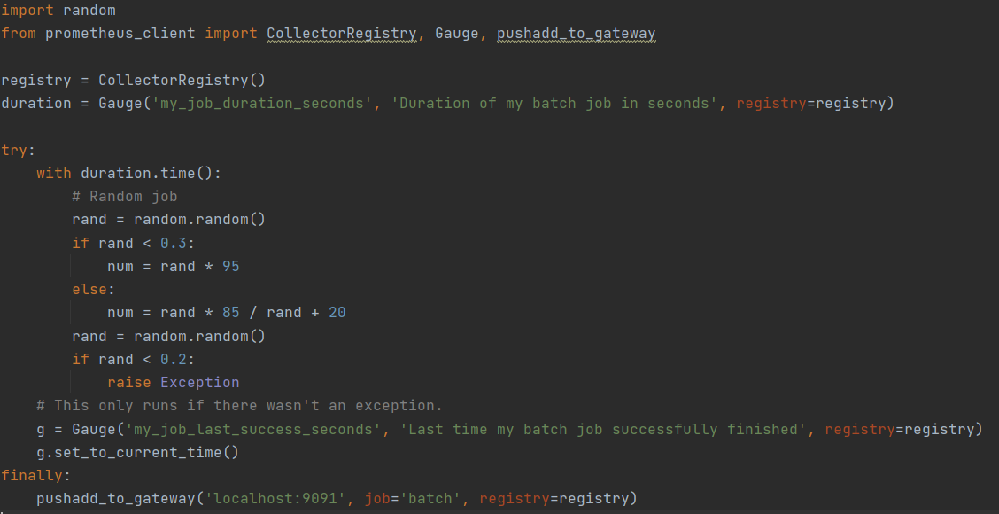 import random
from prometheus_client import CollectorRegistry, Gauge, pushadd_to_gateway

registry = CollectorRegistry()
duration = Gauge('my_job_duration_seconds', 'Duration of my batch job in seconds', registry=registry)

try:
    with duration.time():
        # Random job
        rand = random.random()
        if rand < 0.3:
            num = rand * 95
        else:
            num = rand * 85 / rand + 20
        rand = random.random()
        if rand < 0.2:
            raise Exception
    # This only runs if there wasn't an exception.
    g = Gauge('my_job_last_success_seconds', 'Last time my batch job successfully finished', registry=registry)
    g.set_to_current_time()
finally:
    pushadd_to_gateway('localhost:9091', job='batch', registry=registry)